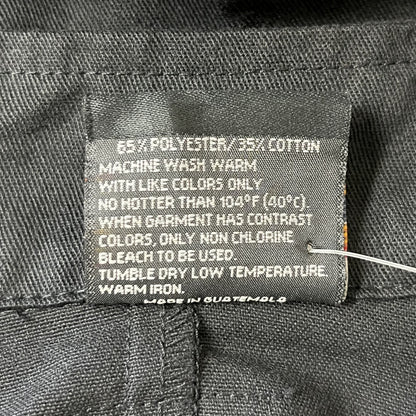 65% POLYESTER/35% COTTON
MACHINE WASH WARM
WITH LIKE COLORS ONLY
NO HOTTER THAN 104°F (40°C).
WHEN GARMENT HAS CONTRAST
COLORS, ONLY NON CHLORINE
BLEACH TO BE USED.
TUMBLE DRY LOW TEMPERATURE.
WARM IRON.
MADE IN GUATEMALA